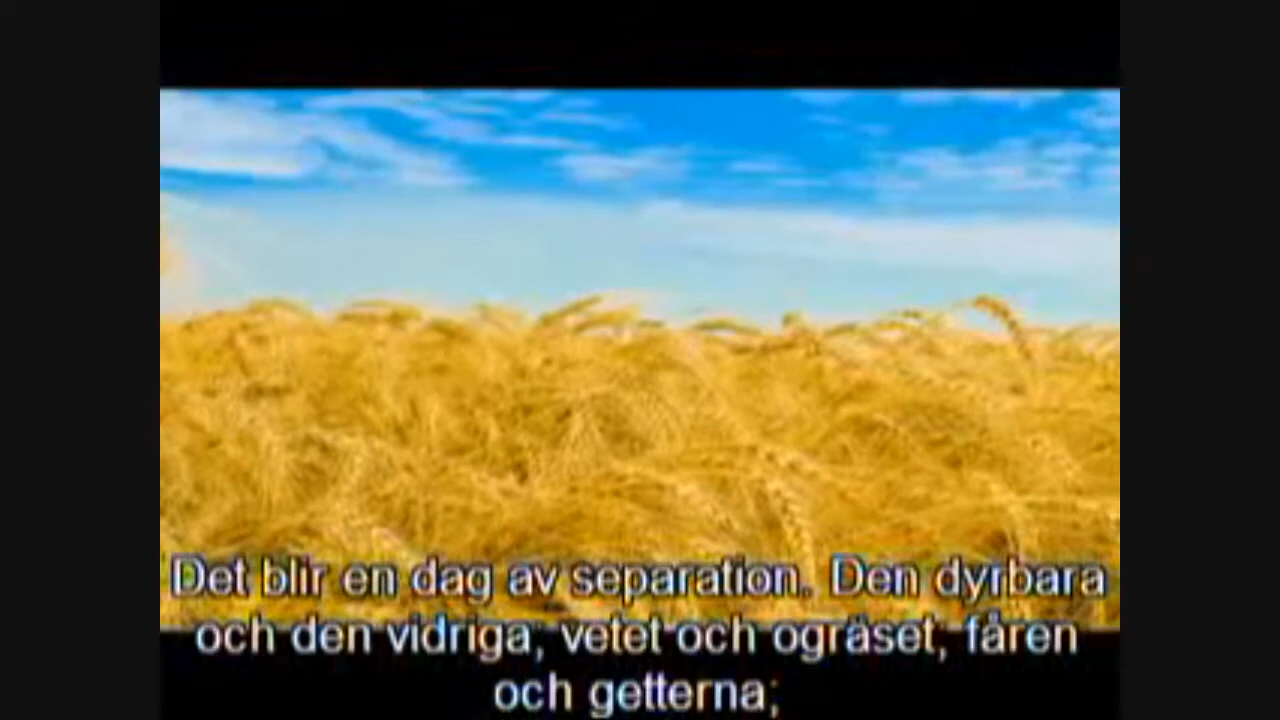 Det blir en dag av separation. Den dyrbara
och den vidriga; vetet och ogräset; fåren
och getterna;